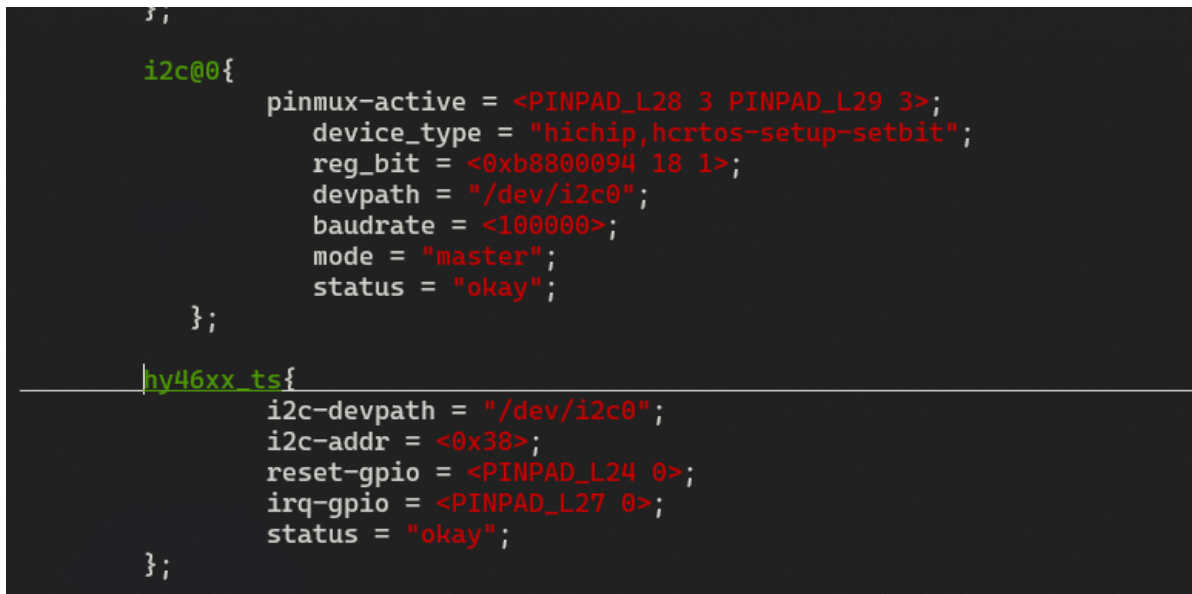 };
i2c@0{
pinmux-active = <PINPAD_L28 3 PINPAD_L29 3>;
device_type = "hichip,hcrtos-setup-setbit";
reg_bit = <0xb8800094 18 1>;
devpath = "/dev/i2c0";
baudrate = <100000>;
mode = "master";
status = "okay";
};
hy46xx_ts{
i2c-devpath = "/dev/i2c0";
i2c-addr = <0x38>;
reset-gpio = <PINPAD_L24 0>;
irq-gpio = <PINPAD_L27 0>;
status = "okay";
};